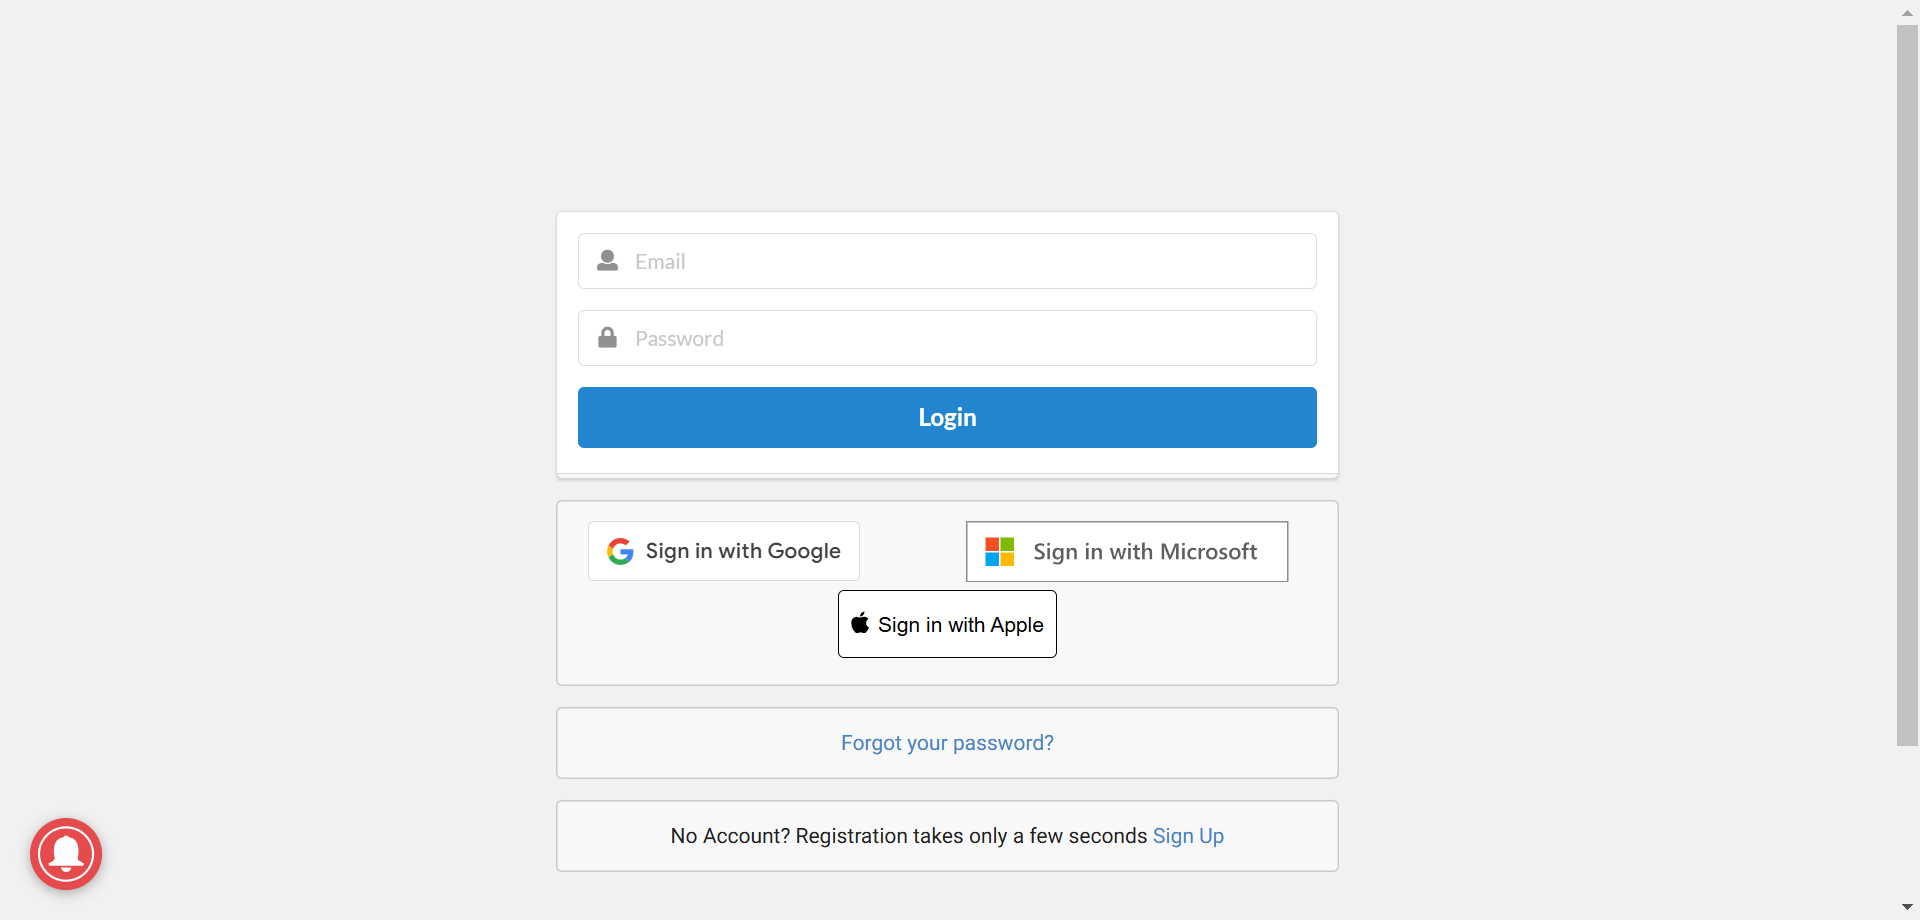 Email
Password
Login
Sign in with Google
Sign in with Microsoft
Sign in with Apple
Forgot your password?
No Account? Registration takes only a few seconds Sign Up